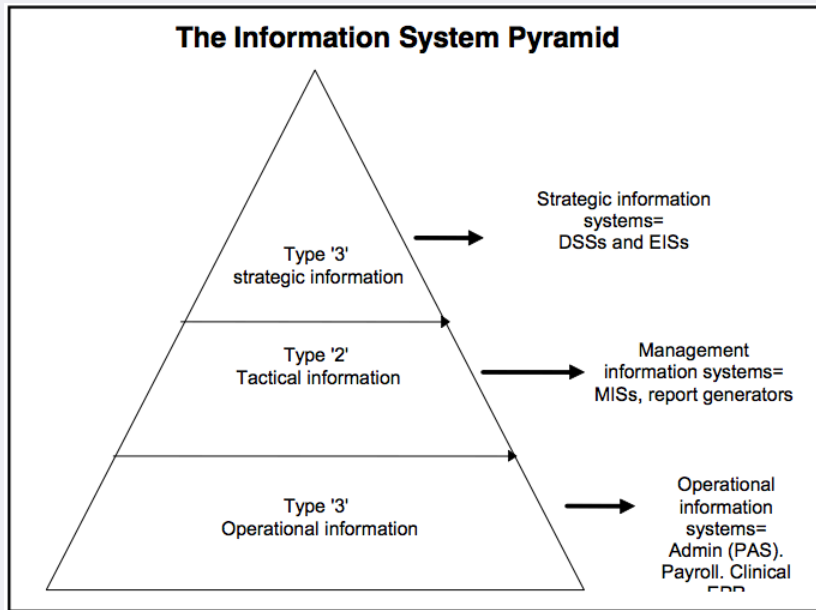 The Information System Pyramid
Strategic information
systems=
DSSs and EISs
Type '3'
strategic information
Type '2'
Tactical information
Management
information systems=
MISs, report generators
Type '3'
Operational information
Operational
information
systems=
Admin (PAS).
Payroll. Clinical